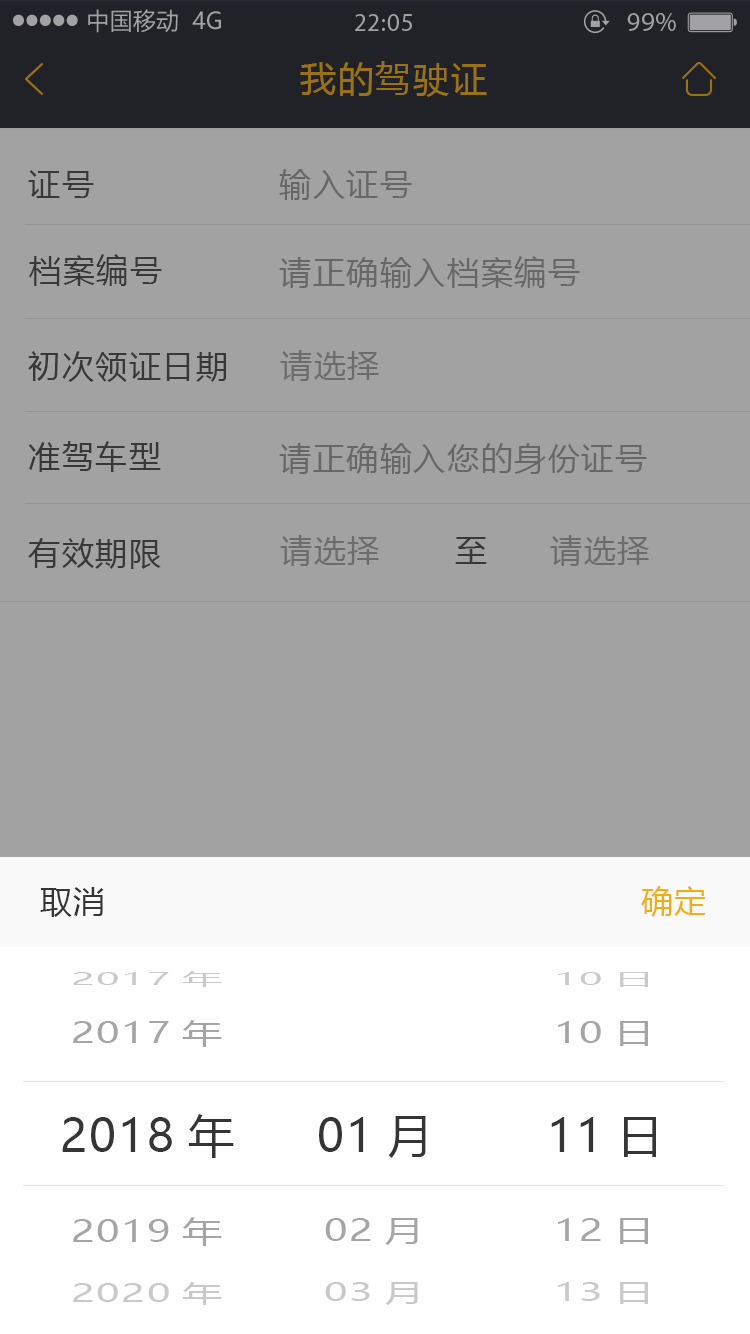 中国移动 4G 22:05 99%
我的驾驶证
证号 输入证号
档案编号 请正确输入档案编号
初次领证日期 请选择
准驾车型 请正确输入您的身份证号
有效期限 请选择 至 请选择
取消 确定
2017 年 10 日
2017 年 10 日
2018 年 01 月 11 日
2019 年 02 月 12 日
2020 年 03 月 13 日